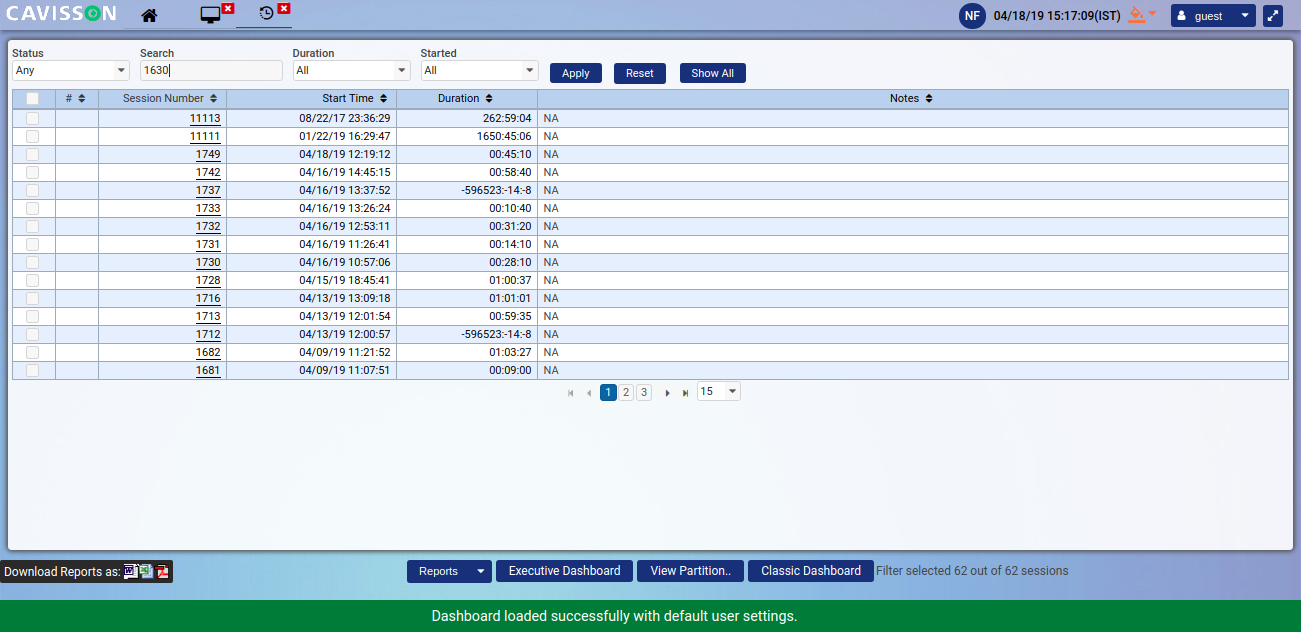 CAVISSON
NF 04/18/19 15:17:09(IST) guest
Status Search Duration Started
Any 1630 All All Apply Reset Show All
# Session Number Start Time Duration Notes
11113 08/22/17 23:36:29 262:59:04 NA
11111 01/22/19 16:29:47 1650:45:06 NA
1749 04/18/19 12:19:12 00:45:10 NA
1742 04/16/19 14:45:15 00:58:40 NA
1737 04/16/19 13:37:52 -596523:-14:-8 NA
1733 04/16/19 13:26:24 00:10:40 NA
1732 04/16/19 12:53:11 00:31:20 NA
1731 04/16/19 11:26:41 00:14:10 NA
1730 04/16/19 10:57:06 00:28:10 NA
1728 04/15/19 18:45:41 01:00:37 NA
1716 04/13/19 13:09:18 01:01:01 NA
1713 04/13/19 12:01:54 00:59:35 NA
1712 04/13/19 12:00:57 -596523:-14:-8 NA
1682 04/09/19 11:21:52 01:03:27 NA
1681 04/09/19 11:07:51 00:09:00 NA
1 2 3 15
Download Reports as: Reports Executive Dashboard View Partition.. Classic Dashboard Filter selected 62 out of 62 sessions
Dashboard loaded successfully with default user settings.